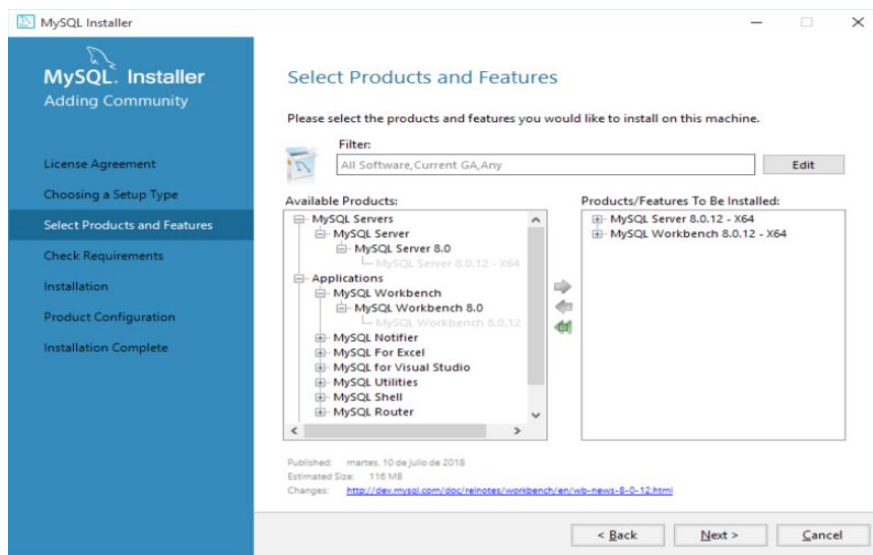 MySQL Installer
MySQL. Installer
Adding Community
License Agreement
Choosing a Setup Type
Select Products and Features
Check Requirements
Installation
Product Configuration
Installation Complete
Select Products and Features
Please select the products and features you would like to install on this machine.
Filter:
All Software,Current GA,Any
Edit
Available Products:
MySQL Servers
MySQL Server
MySQL Server 8.0
MySQL Server 8.0.12 - X64
Applications
MySQL Workbench
MySQL Workbench 8.0
MySQL Workbench 8.0.12 -
MySQL Notifier
MySQL For Excel
MySQL for Visual Studio
MySQL Utilities
MySQL Shell
MySQL Router
Products/Features To Be Installed:
MySQL Server 8.0.12 - X64
MySQL Workbench 8.0.12 - X64
Published: martes, 10 de julio de 2018
Estimated Size: 116 MB
Changes: http://dev.mysql.com/doc/relnotes/workbench/en/wb-news-8-0-12.html
< Back
Next >
Cancel